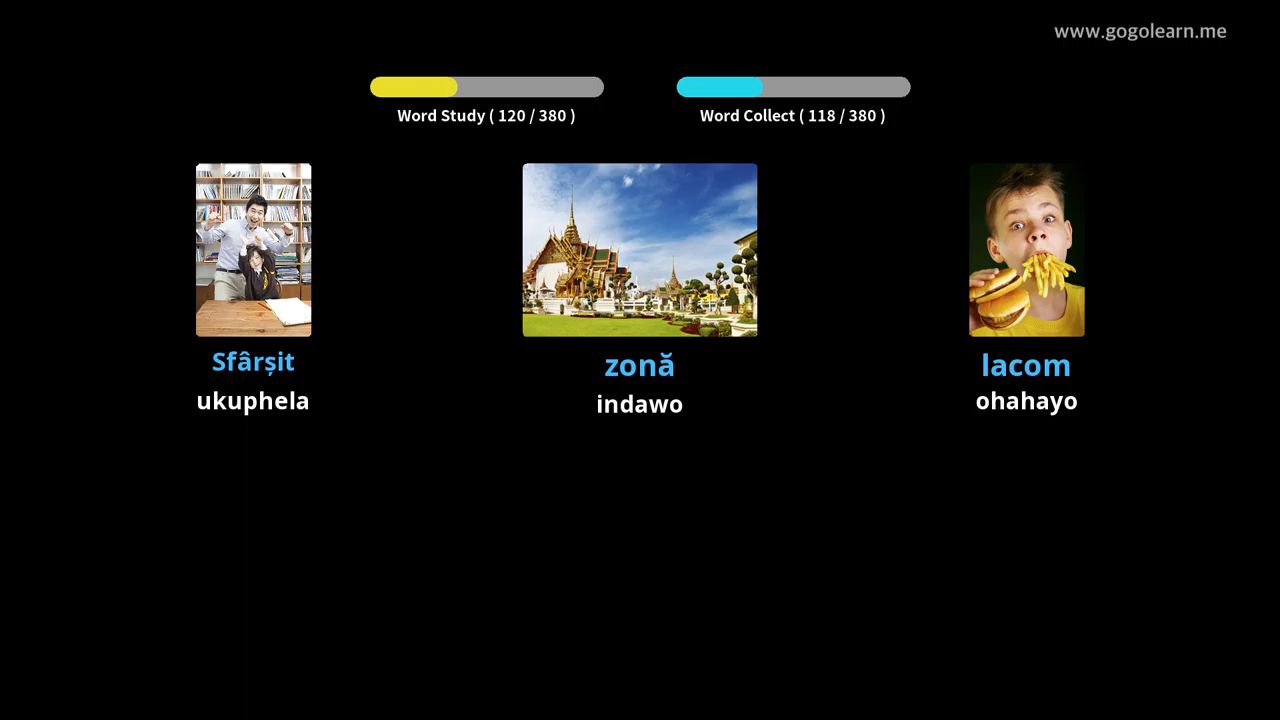 www.gogolearn.me
Word Study ( 120 / 380 )
Word Collect ( 118 / 380 )
Sfârșit
ukuphela
zonă
indawo
lacom
ohahayo